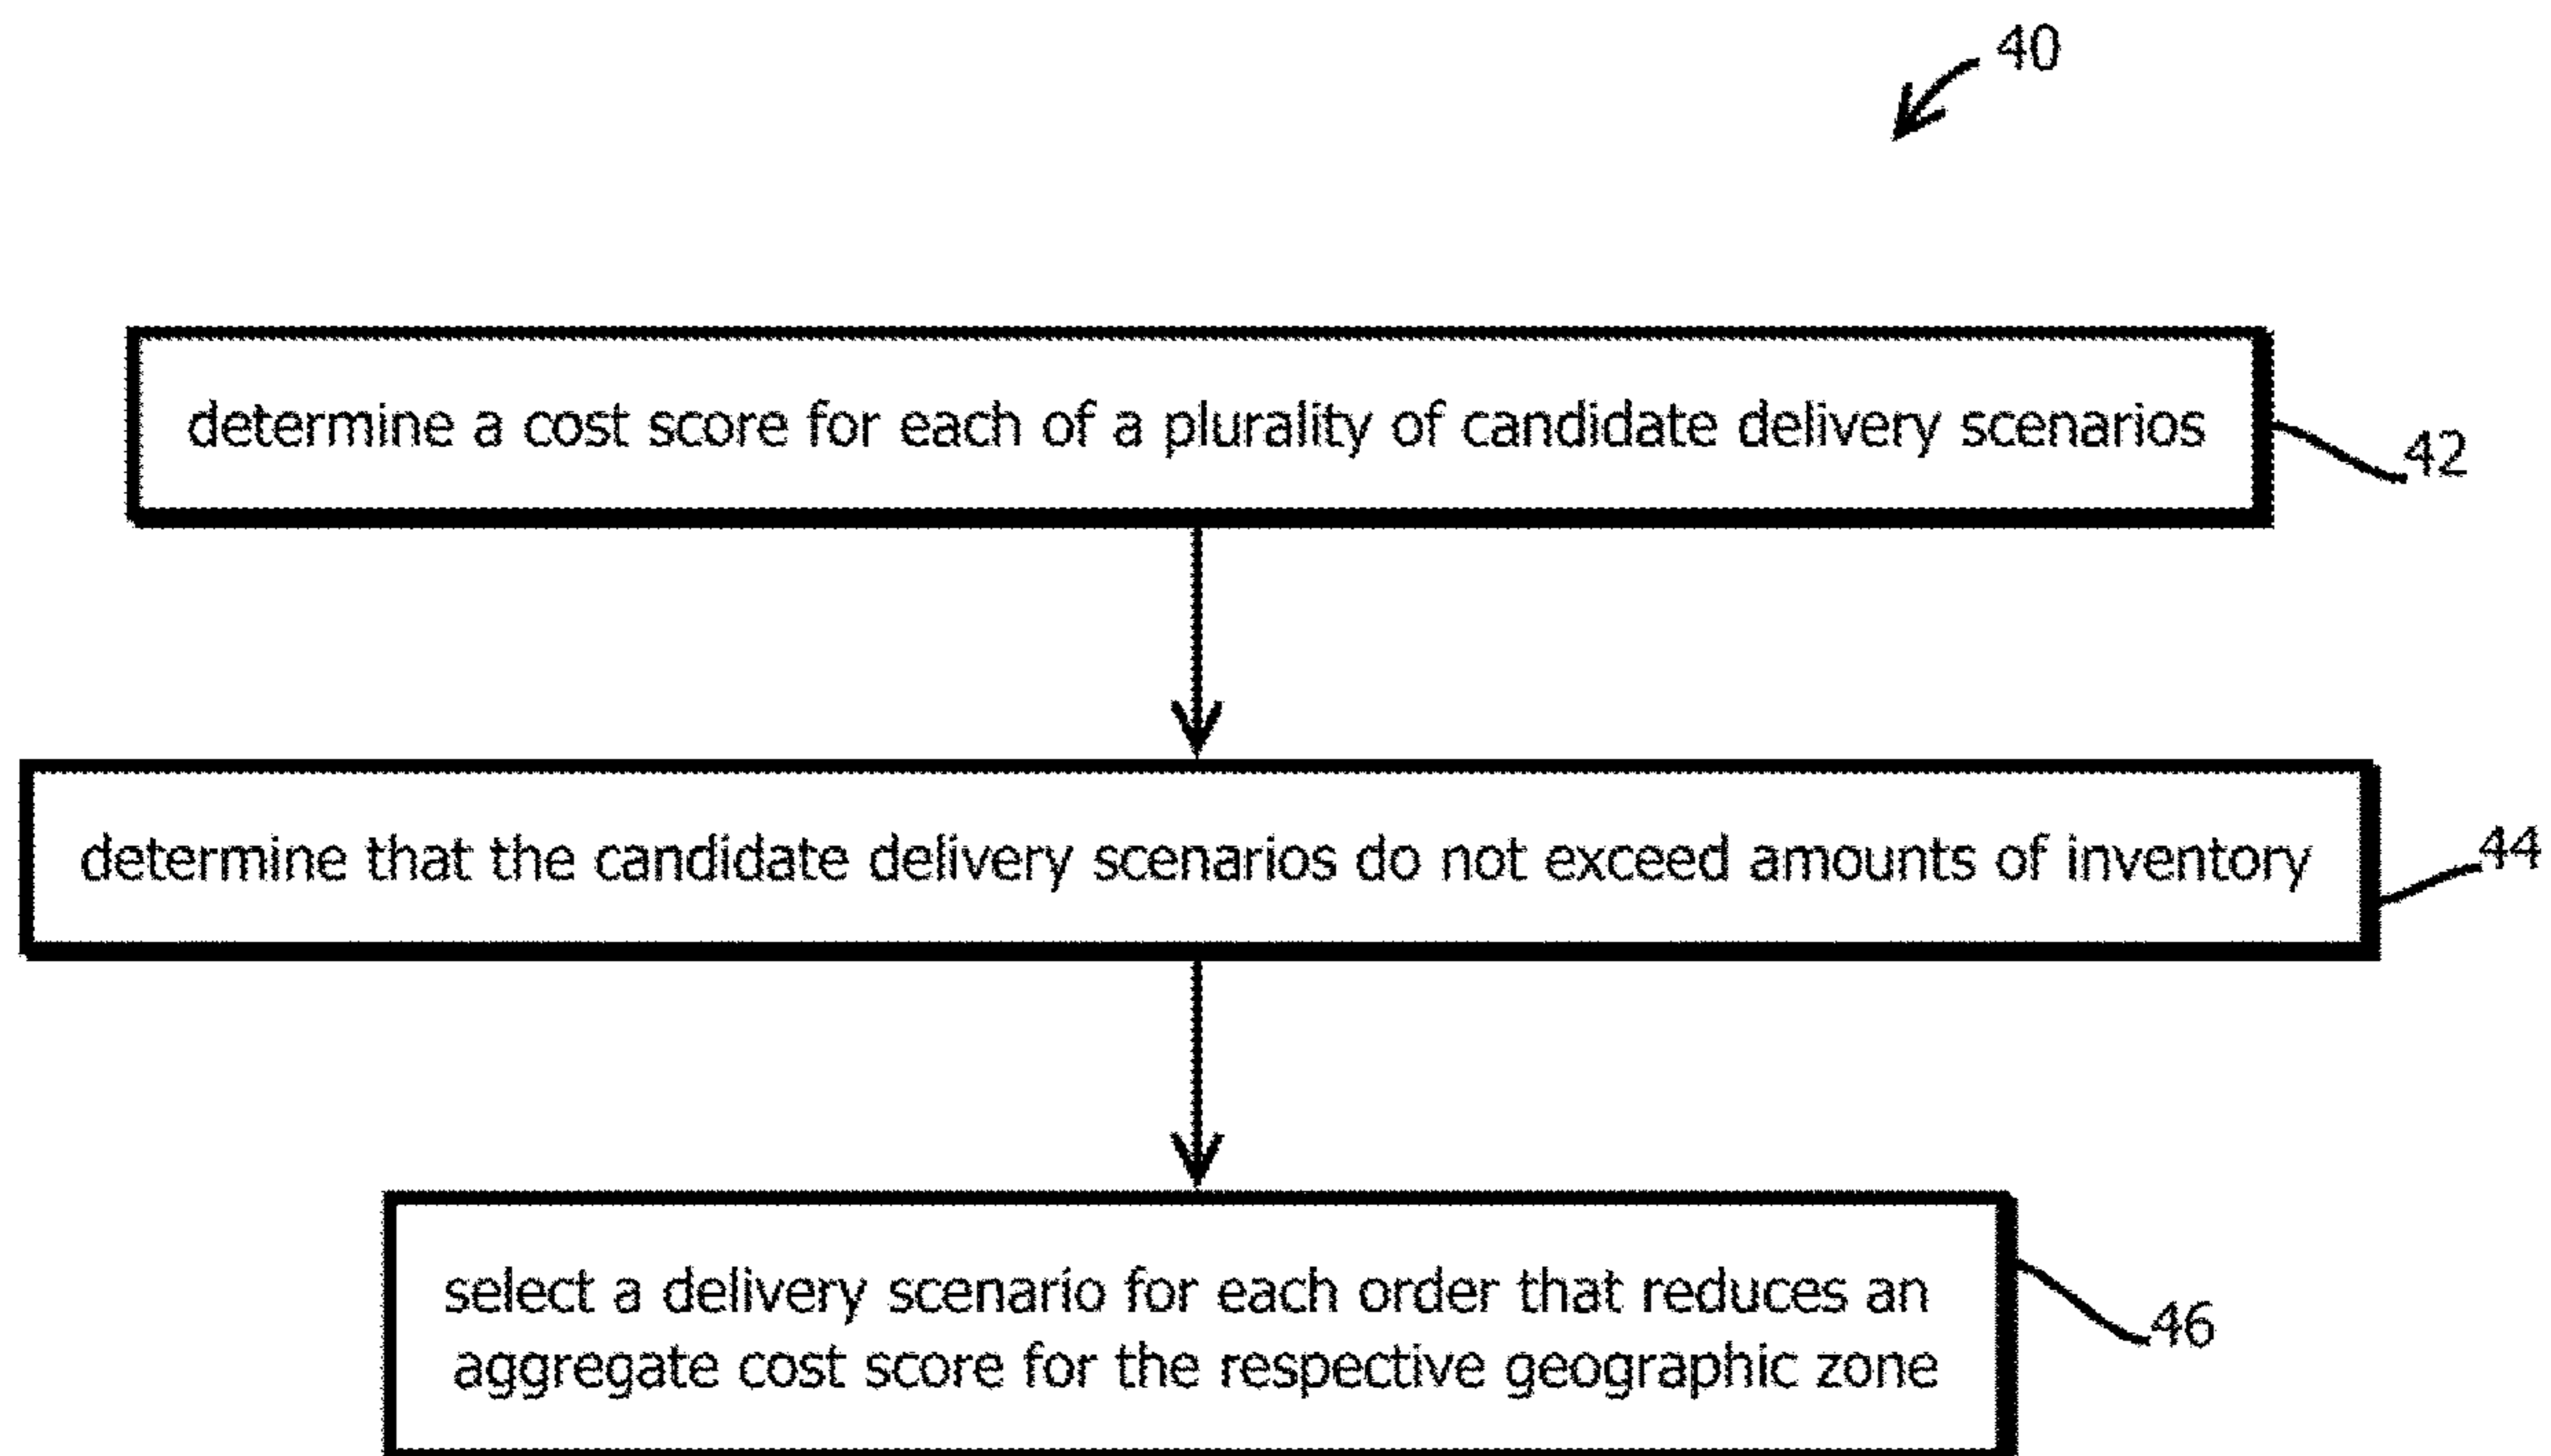 40
determine a cost score for each of a plurality of candidate delivery scenarios
42
determine that the candidate delivery scenarios do not exceed amounts of inventory
44
select a delivery scenario for each order that reduces an
aggregate cost score for the respective geographic zone
46